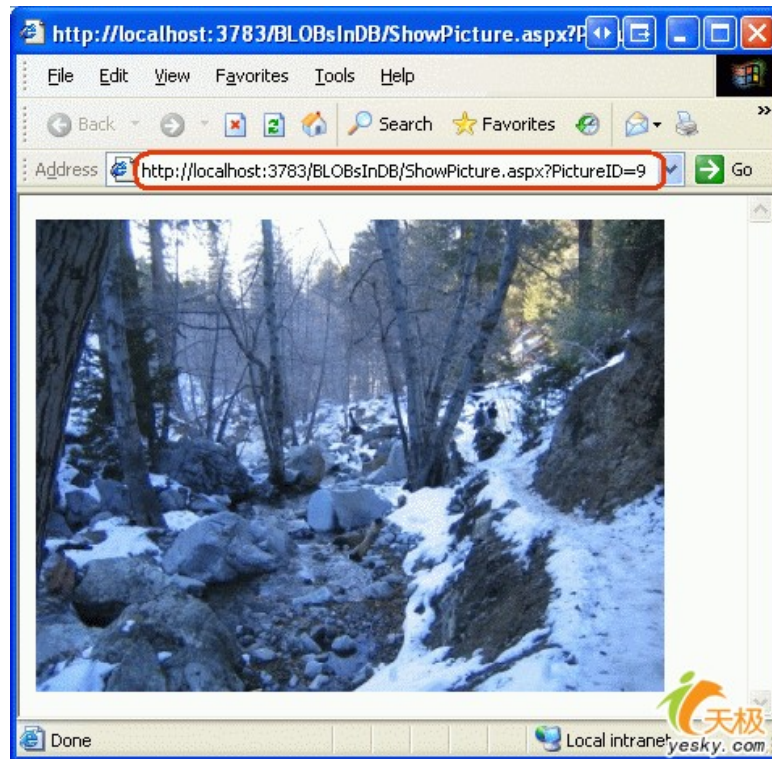 http://localhost:3783/BLOBsInDB/ShowPicture.aspx?P
File Edit View Favorites Tools Help
Back Search Favorites »
Address http://localhost:3783/BLOBsInDB/ShowPicture.aspx?PictureID=9 Go
Done Local intranet
天极
yesky.com